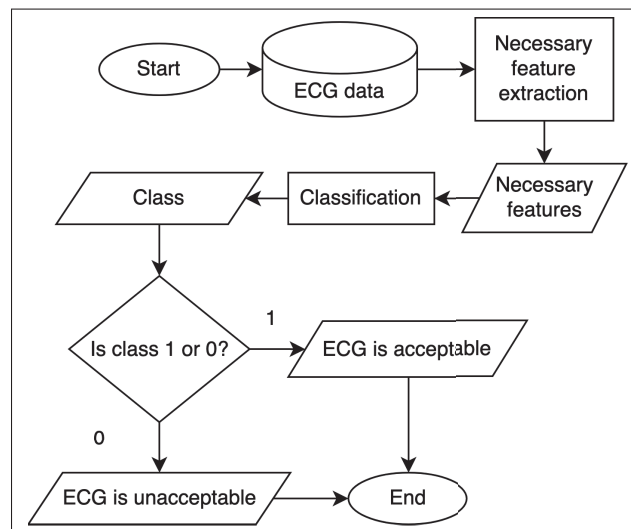 Start
ECG data
Necessary
feature
extraction
Necessary
features
Classification
Class
Is class 1 or 0?
1
ECG is acceptable
0
ECG is unacceptable
End